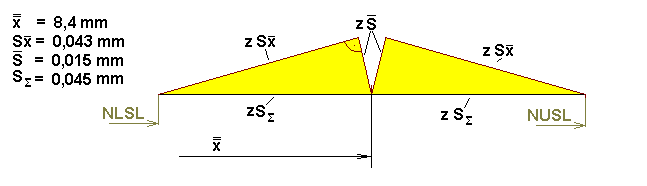 x̿ = 8,4 mm
Sx̿ = 0,043 mm
S̅ = 0,015 mm
SΣ = 0,045 mm
z Sx̿
z S̅
z Sx̿
NLSL
zSΣ
z SΣ
NUSL
x̿